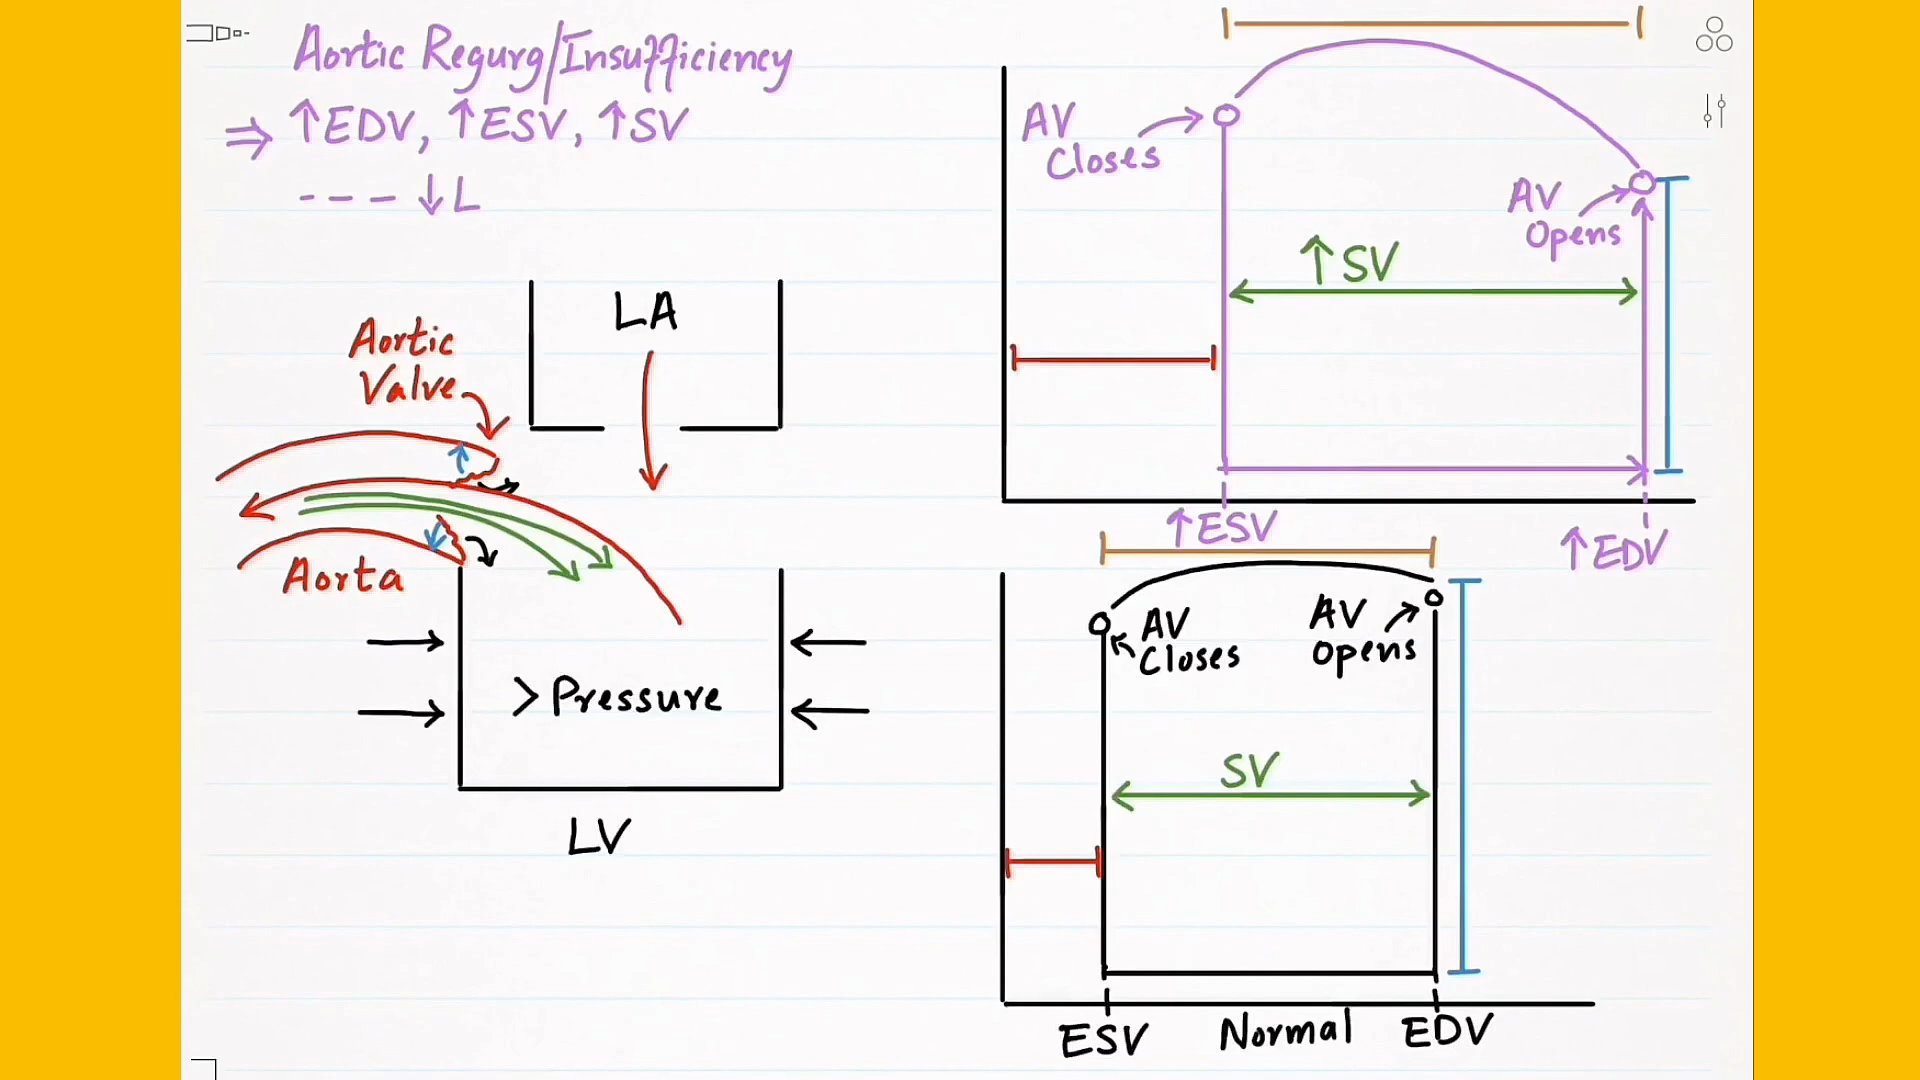 Aortic Regurg/Insufficiency
⇒ ↑EDV, ↑ESV, ↑SV
--- ↓L
LA
Aortic
Valve
Aorta
> Pressure
LV
AV
Closes
AV
Opens
↑SV
↑ESV
↑EDV
AV
Closes
AV
opens
SV
ESV
Normal
EDV